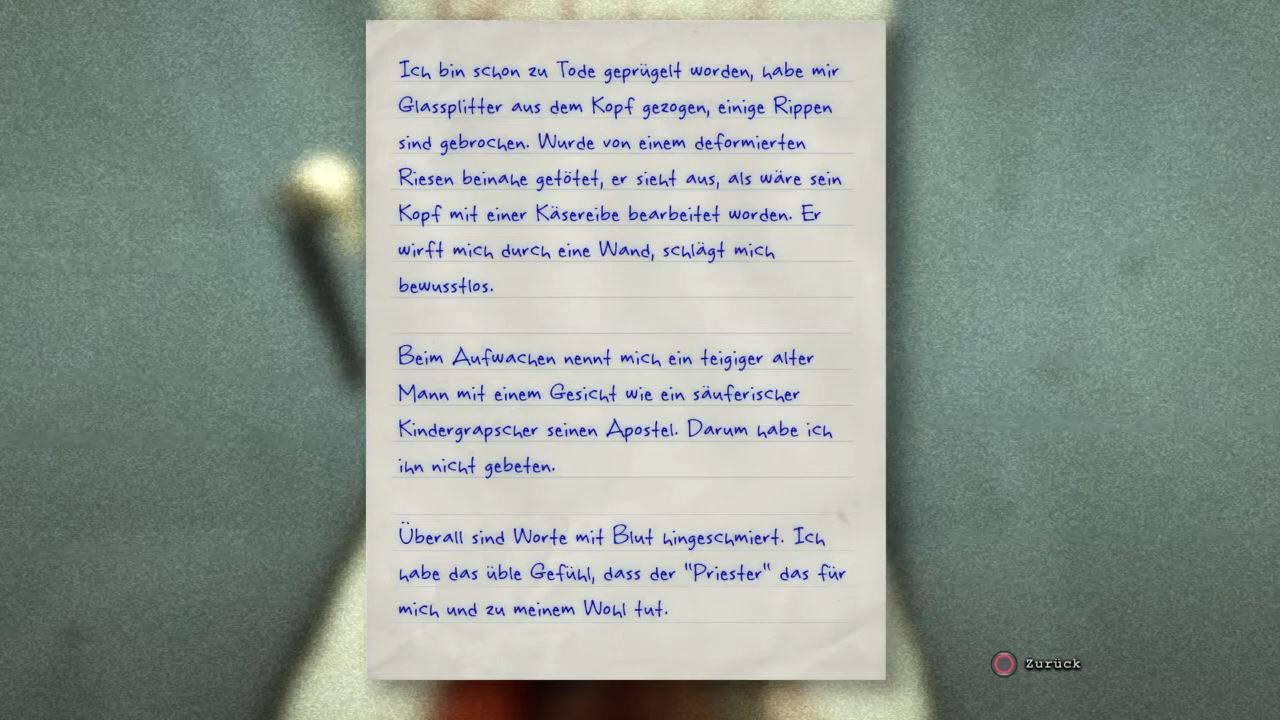 Ich bin schon zu Tode geprügelt worden, habe mir
Glassplitter aus dem Kopf gezogen, einige Rippen
sind gebrochen. Wurde von einem deformierten
Riesen beinahe getötet, er sieht aus, als wäre sein
Kopf mit einer Käsereibe bearbeitet worden. Er
wirft mich durch eine Wand, schlägt mich
bewusstlos.
Beim Aufwachen nennt mich ein teigiger alter
Mann mit einem Gesicht wie ein säuferischer
Kindergrapscher seinen Apostel. Darum habe ich
ihn nicht gebeten.
Überall sind Worte mit Blut hingeschmiert. Ich
habe das üble Gefühl, dass der "Priester" das für
mich und zu meinem Wohl tut.
Zurück